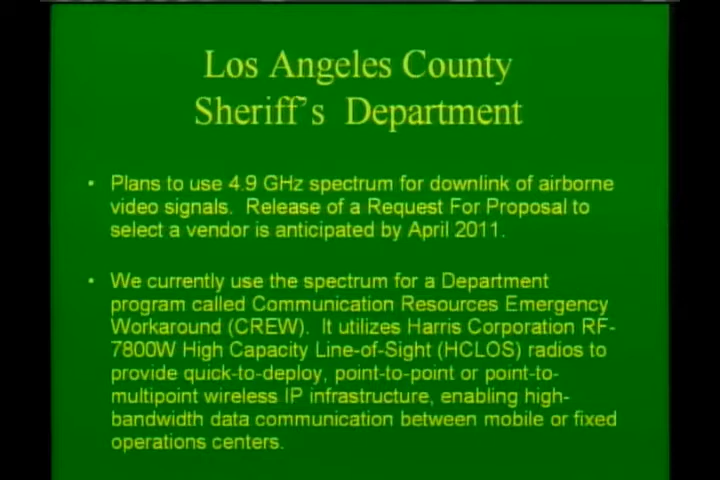 Los Angeles County
Sheriff's Department
• Plans to use 4.9 GHz spectrum for downlink of airborne
video signals. Release of a Request For Proposal to
select a vendor is anticipated by April 2011.
• We currently use the spectrum for a Department
program called Communication Resources Emergency
Workaround (CREW). It utilizes Harris Corporation RF-
7800W High Capacity Line-of-Sight (HCLOS) radios to
provide quick-to-deploy, point-to-point or point-to-
multipoint wireless IP infrastructure, enabling high-
bandwidth data communication between mobile or fixed
operations centers.